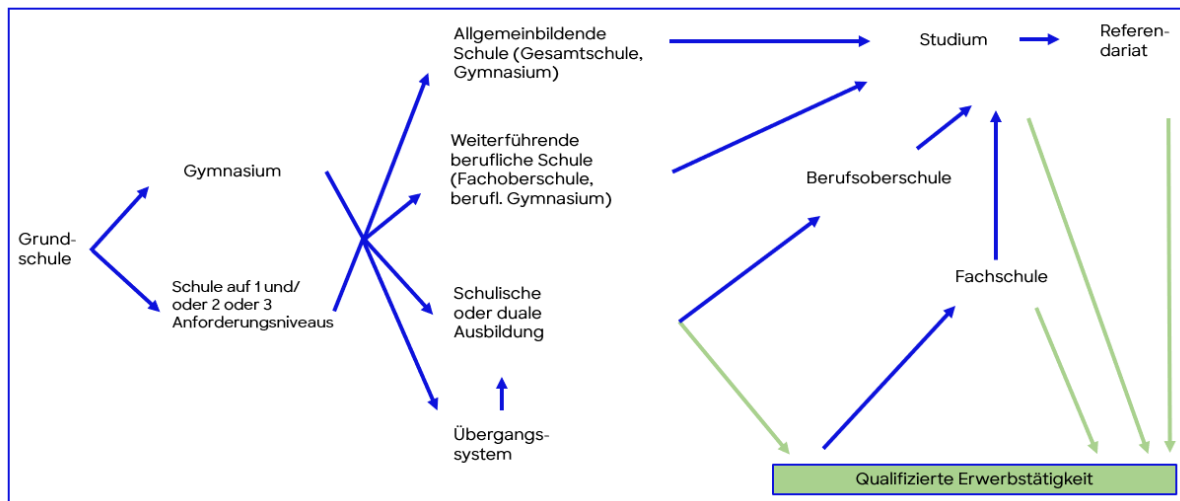 Grund-
schule
Gymnasium
Schule auf 1 und/
oder 2 oder 3
Anforderungsniveaus
Allgemeinbildende
Schule (Gesamtschule,
Gymnasium)
Weiterführende
berufliche Schule
(Fachoberschule,
berufl. Gymnasium)
Schulische
oder duale
Ausbildung
Übergangs-
system
Studium
Referen-
dariat
Berufsoberschule
Fachschule
Qualifizierte Erwerbstätigkeit